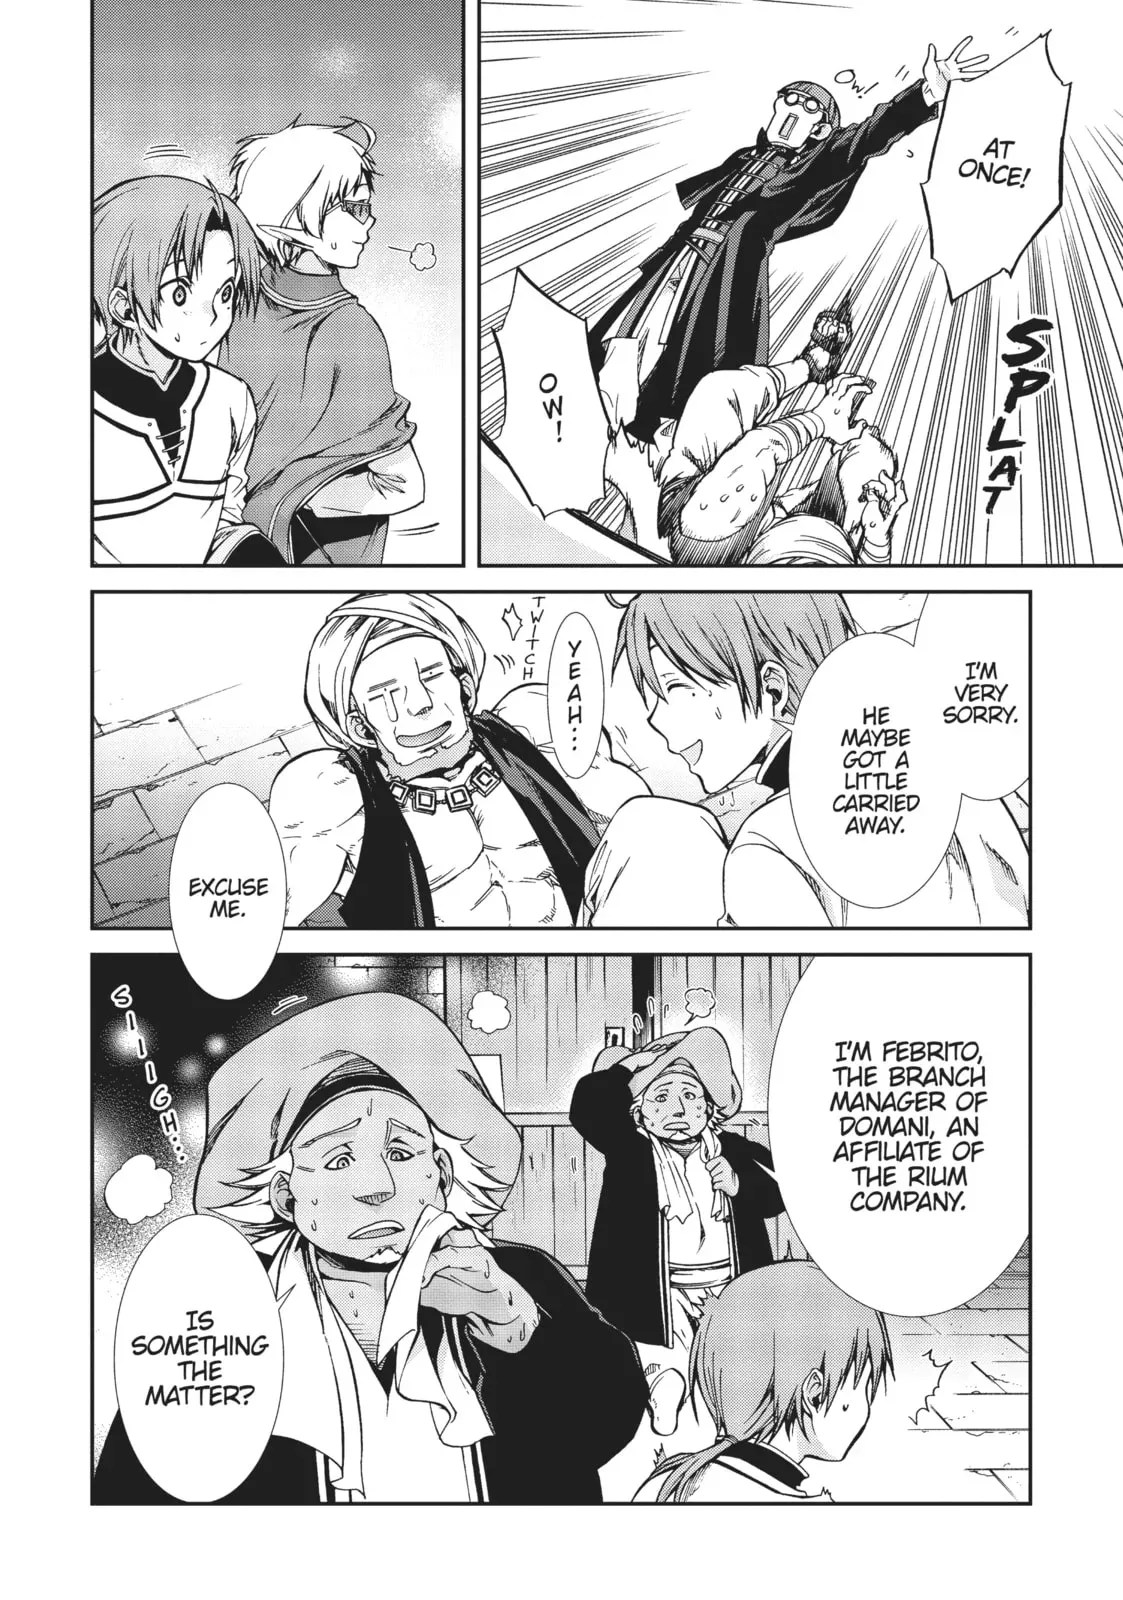 OW!
AT
ONCE!
SPLAT
OW!
I'M
VERY
SORRY.
HE
MAYBE
GOT A
LITTLE
CARRIED
AWAY.
YEAH...
TWITCH
EXCUSE
ME.
I'M FEBRITO,
THE BRANCH
MANAGER OF
DOMANI, AN
AFFILIATE OF
THE RIUM
COMPANY.
SIIIGH...
IS
SOMETHING
THE
MATTER?